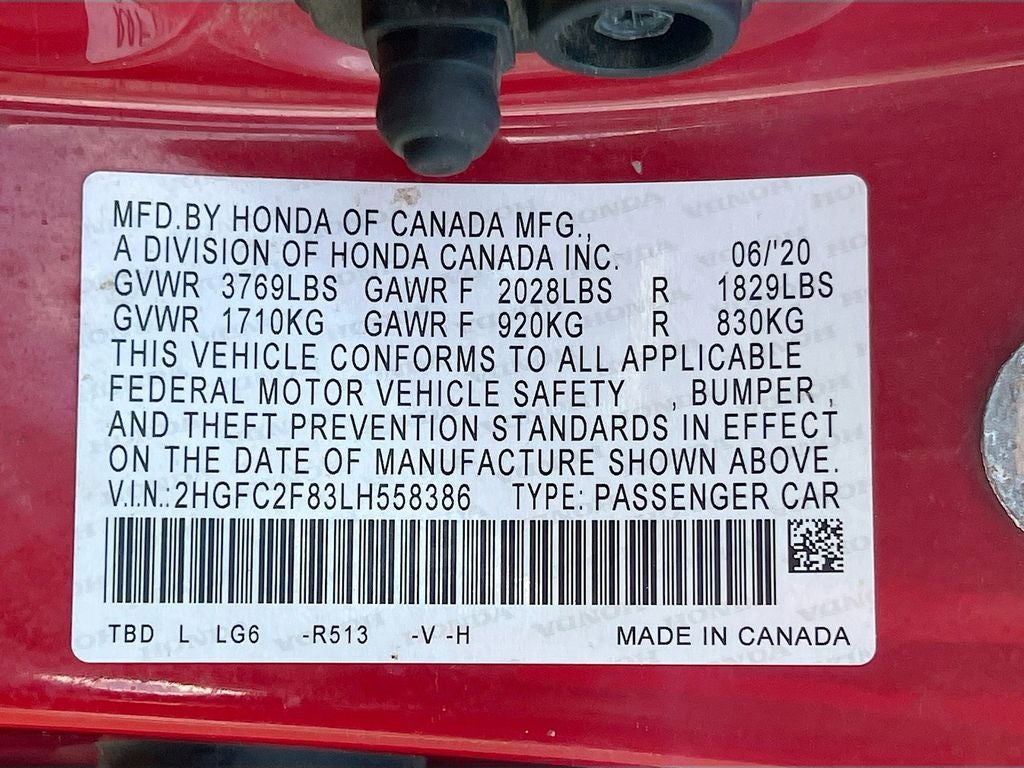 MFD.BY HONDA OF CANADA MFG.,
A DIVISION OF HONDA CANADA INC. 06/'20
GVWR 3769LBS GAWR F 2028LBS R 1829LBS
GVWR 1710KG GAWR F 920KG R 830KG
THIS VEHICLE CONFORMS TO ALL APPLICABLE
FEDERAL MOTOR VEHICLE SAFETY , BUMPER ,
AND THEFT PREVENTION STANDARDS IN EFFECT
ON THE DATE OF MANUFACTURE SHOWN ABOVE.
V.I.N.:2HGFC2F83LH558386 TYPE: PASSENGER CAR
TBD L LG6 -R513 -V -H MADE IN CANADA